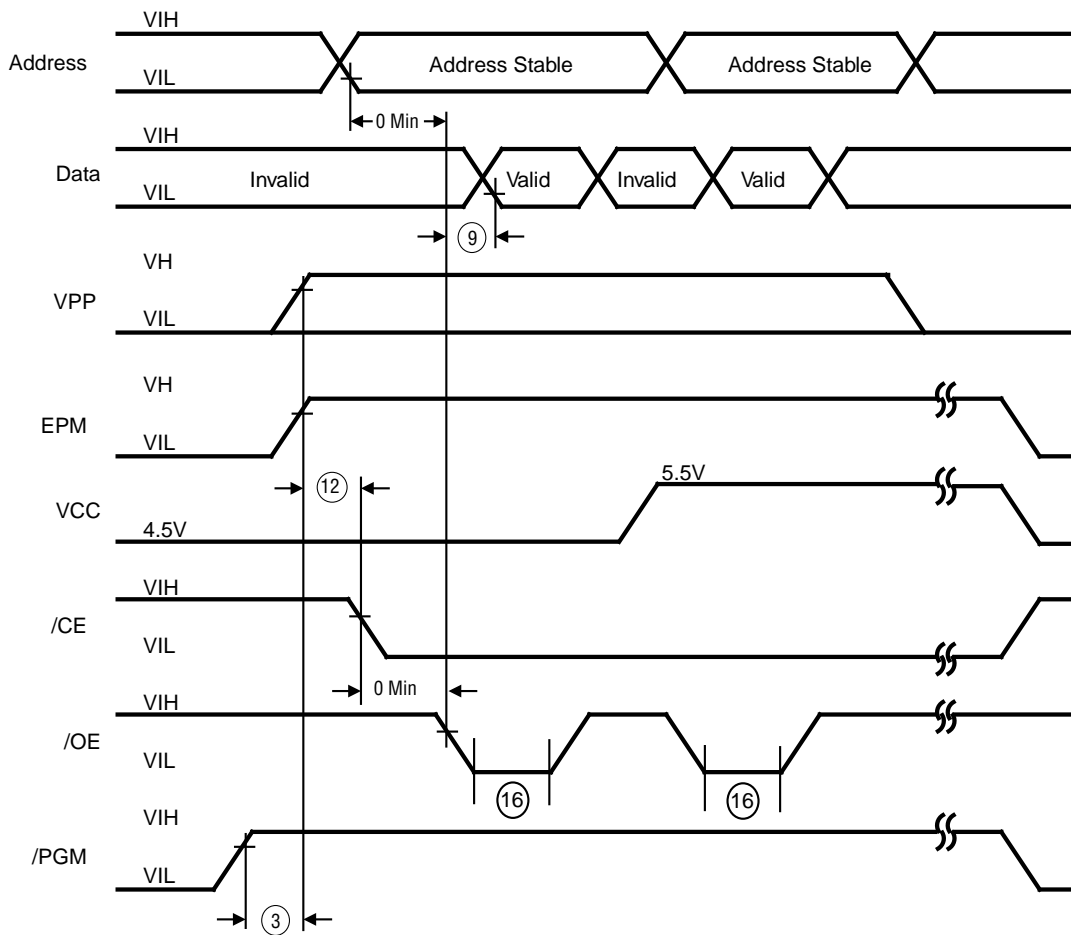 VIH
Address
Address Stable
Address Stable
VIL
0 Min
VIH
Data
Invalid
Valid
Invalid
Valid
VIL
9
VH
VPP
VIL
VH
EPM
VIL
12
5.5V
VCC
4.5V
VIH
/CE
VIL
0 Min
VIH
/OE
VIL
16
16
VIH
/PGM
VIL
3